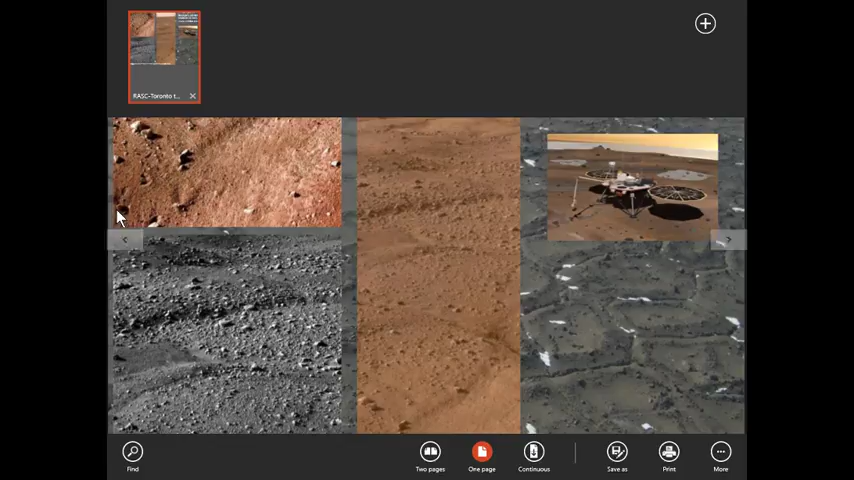 RASC-Toronto t...
Find
Two pages
One page
Continuous
Save as
Print
More